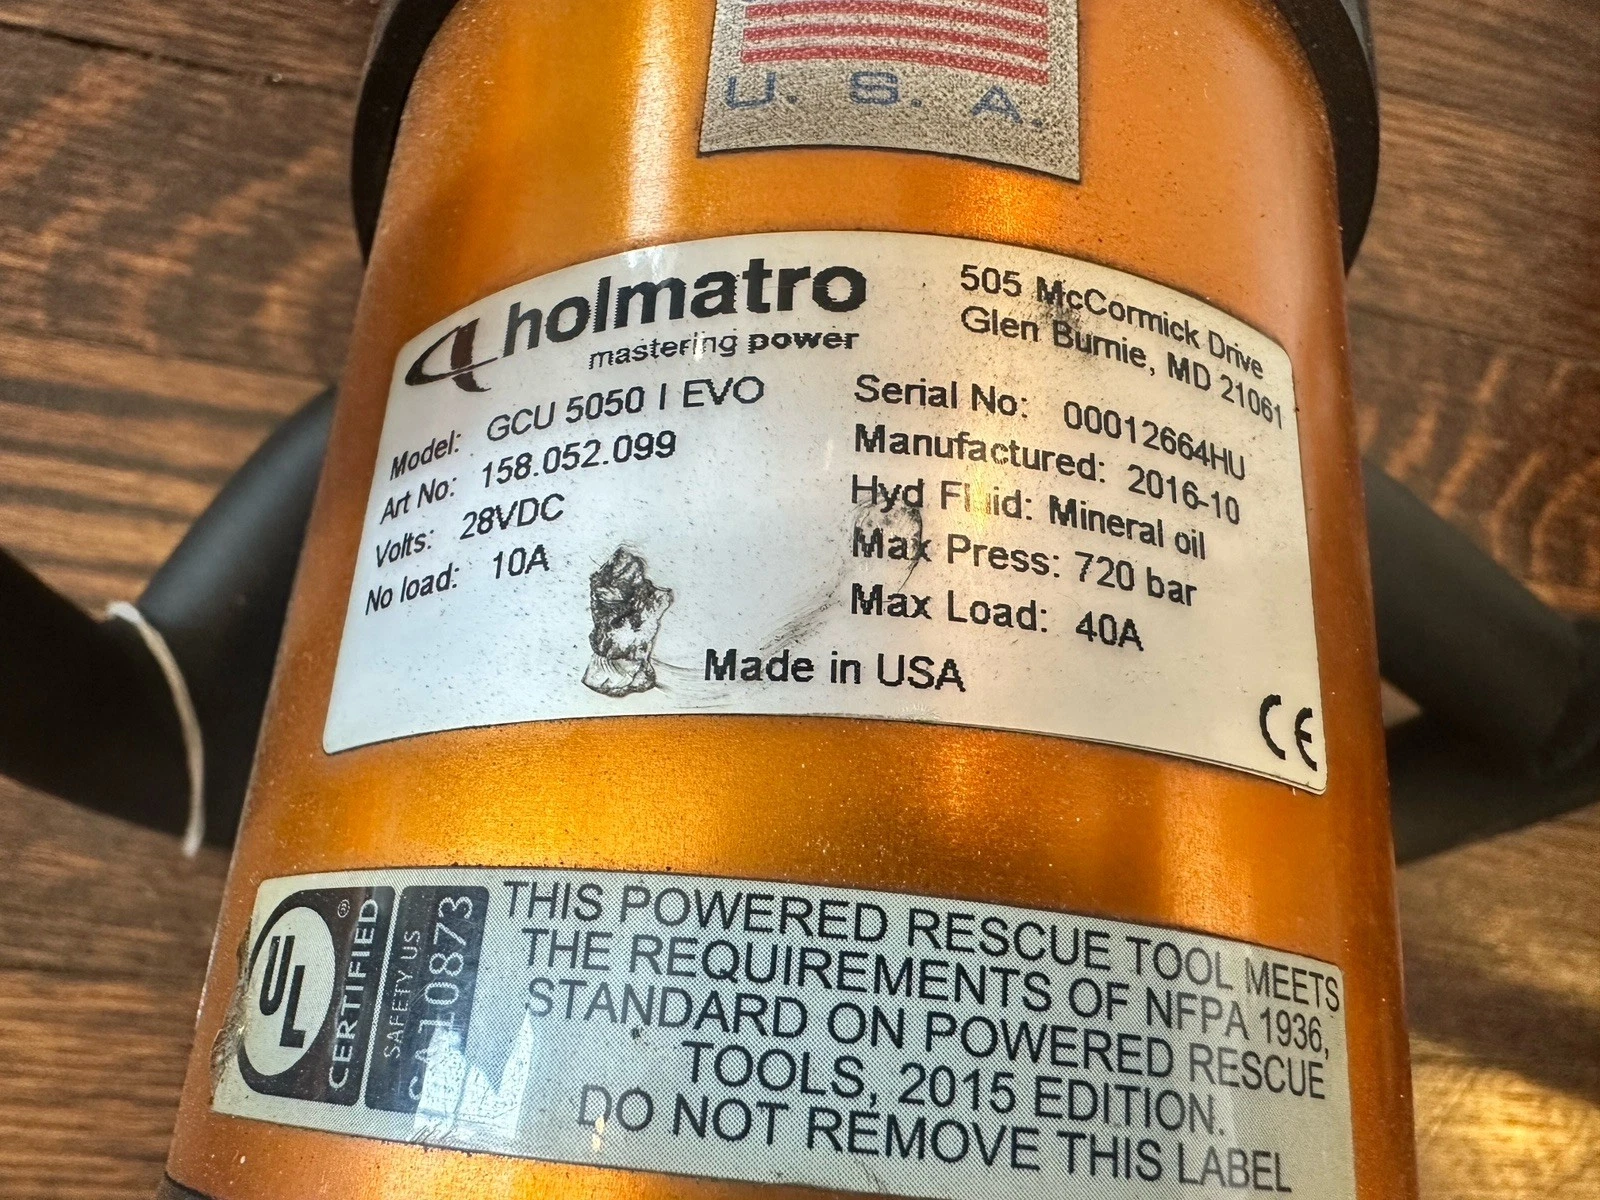 U. S. A.
holmatro
mastering power
505 McCormick Drive
Glen Burnie, MD 21061
Model: GCU 5050 I EVO
Art No: 158.052.099
Volts: 28VDC
No load: 10A
Serial No: 00012664HU
Manufactured: 2016-10
Hyd Fluid: Mineral oil
Max Press: 720 bar
Max Load: 40A
Made in USA
CE
UL
®
CERTIFIED
SAFETY US
SA10873
THIS POWERED RESCUE TOOL MEETS
THE REQUIREMENTS OF NFPA 1936,
STANDARD ON POWERED RESCUE
TOOLS, 2015 EDITION.
DO NOT REMOVE THIS LABEL